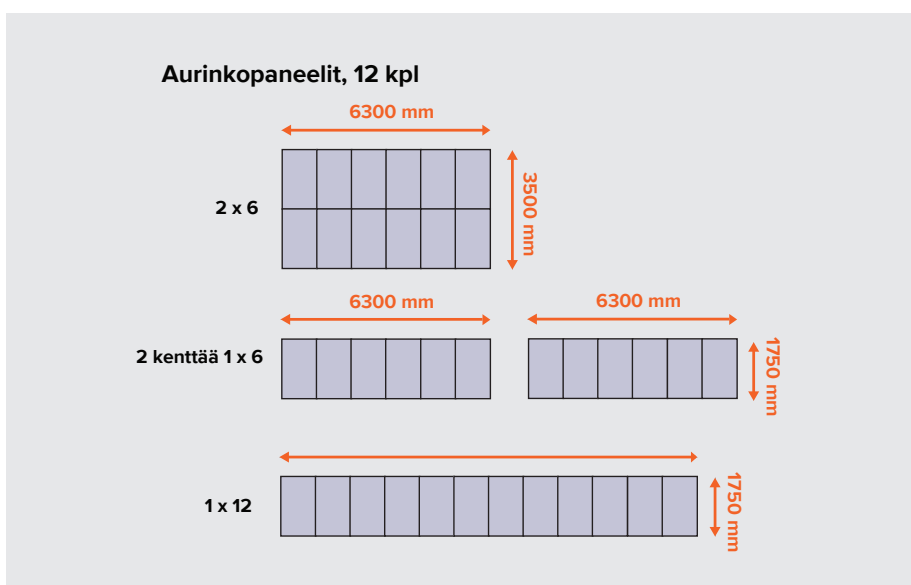 Aurinkopaneelit, 12 kpl
6300 mm
2 x 6
3500 mm
6300 mm
6300 mm
2 kenttää 1 x 6
1750 mm
1 x 12
1750 mm